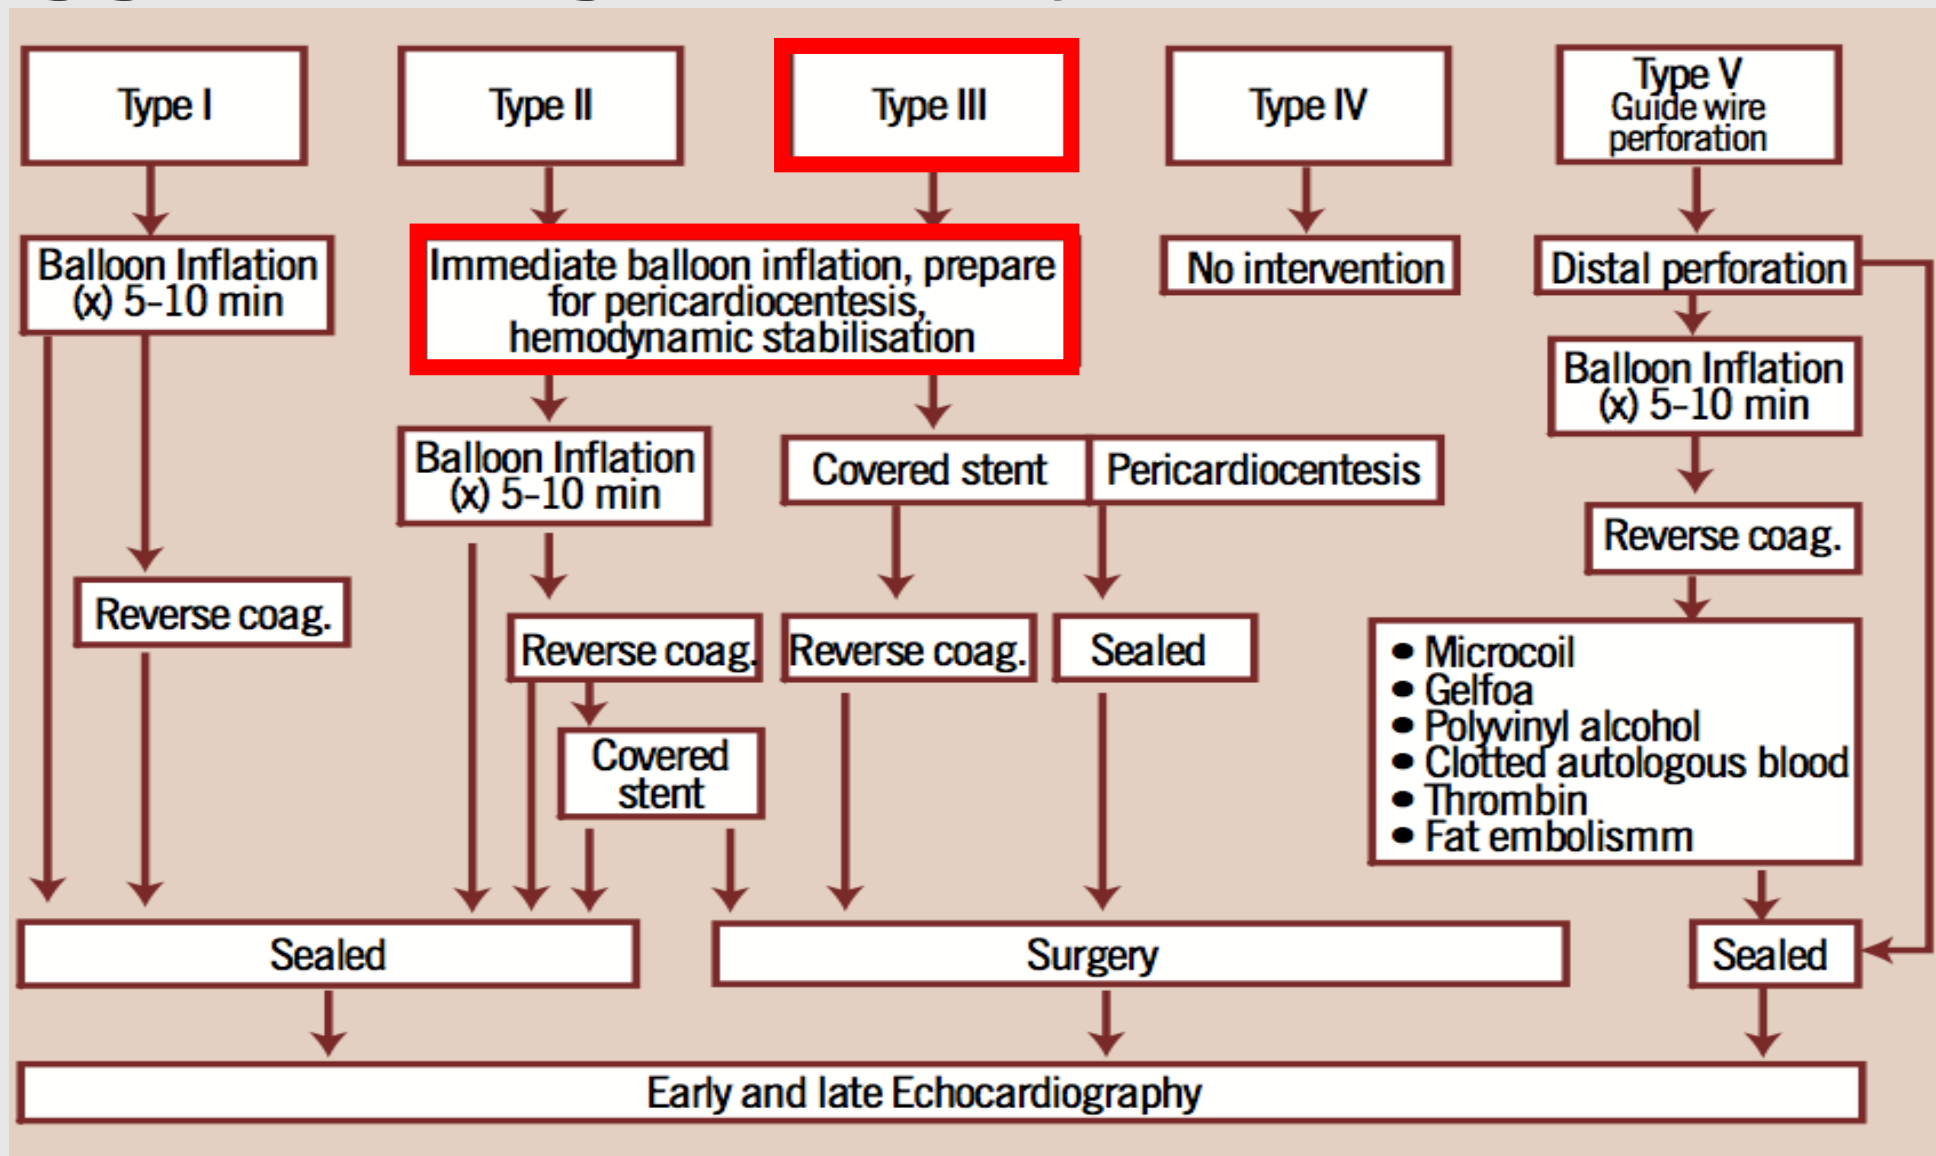 Type I
Type II
Type III
Type IV
Type V
Guide wire
perforation
Balloon Inflation
(x) 5-10 min
Immediate balloon inflation, prepare
for pericardiocentesis,
hemodynamic stabilisation
No intervention
Distal perforation
Balloon Inflation
(x) 5-10 min
Balloon Inflation
(x) 5-10 min
Covered stent
Pericardiocentesis
Reverse coag.
Reverse coag.
Reverse coag.
Reverse coag.
Sealed
• Microcoil
• Gelfoa
• Polyvinyl alcohol
• Clotted autologous blood
• Thrombin
• Fat embolismm
Covered
stent
Sealed
Surgery
Sealed
Early and late Echocardiography